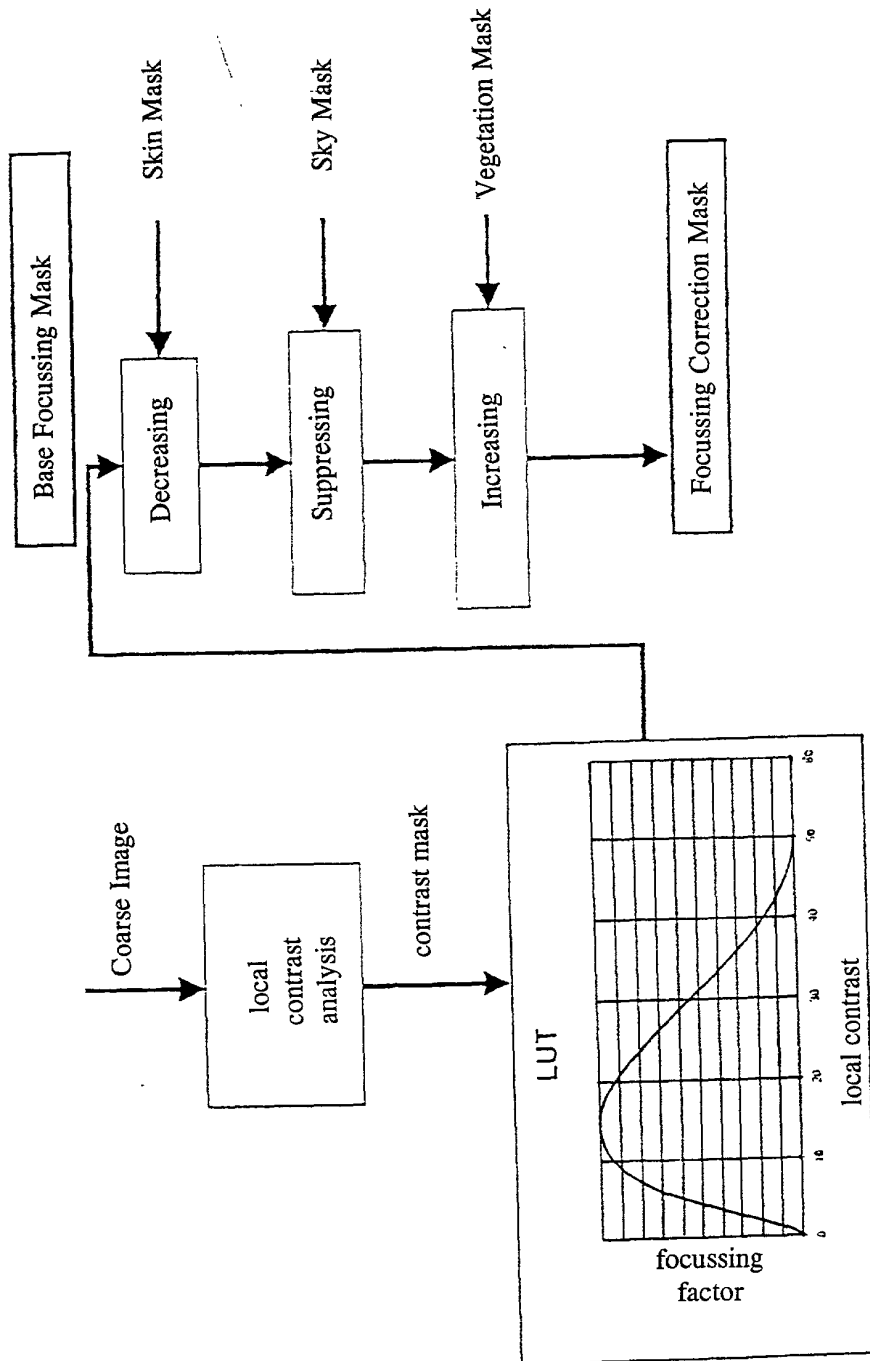 Coarse Image
local
contrast
analysis
contrast mask
LUT
focussing
factor
0 10 20 30 40 50 60
local contrast
Base Focussing Mask
Decreasing
Skin Mask
Suppressing
Sky Mask
Increasing
Vegetation Mask
Focussing Correction Mask